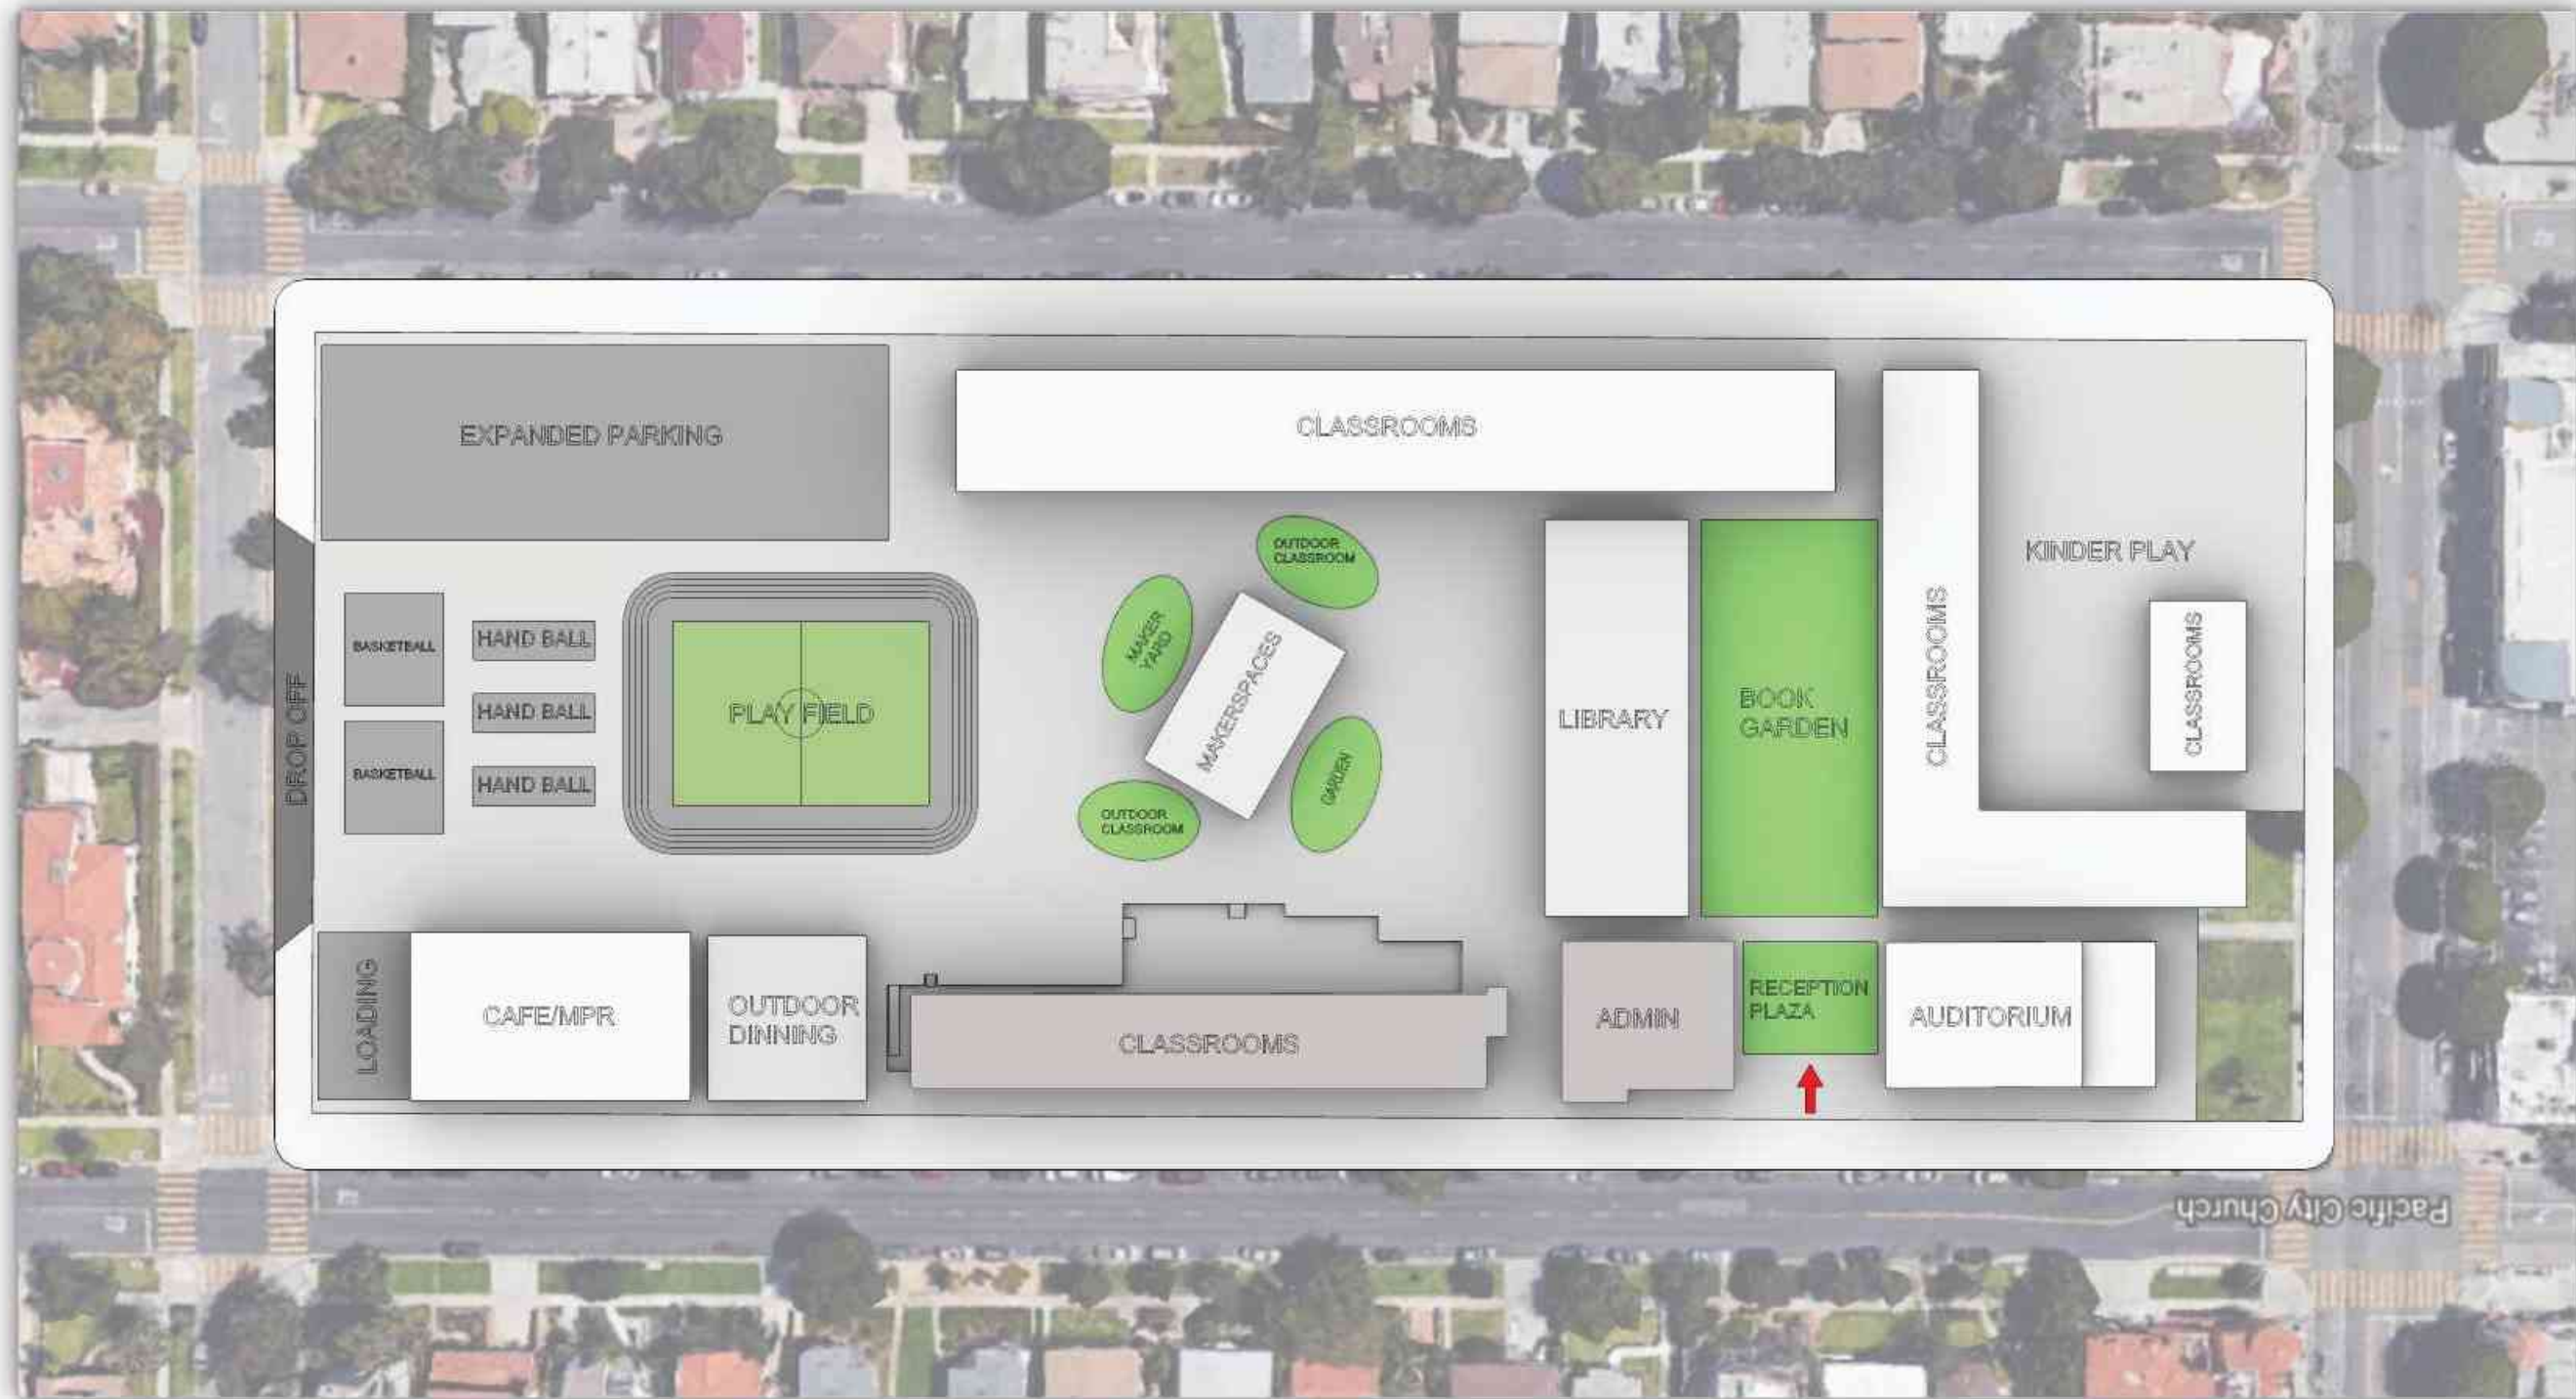 EXPANDED PARKING
CLASSROOMS
OUTDOOR
CLASSROOM
KINDER PLAY
MAKER
YARD
BASKETBALL
HAND BALL
MAKERSPACES
CLASSROOMS
CLASSROOMS
DROP OFF
HAND BALL
PLAY FIELD
LIBRARY
BOOK
GARDEN
BASKETBALL
HAND BALL
GARDEN
OUTDOOR
CLASSROOM
LOADING
CAFE/MPR
OUTDOOR
DINNING
CLASSROOMS
ADMIN
RECEPTION
PLAZA
AUDITORIUM
Pacific City Church